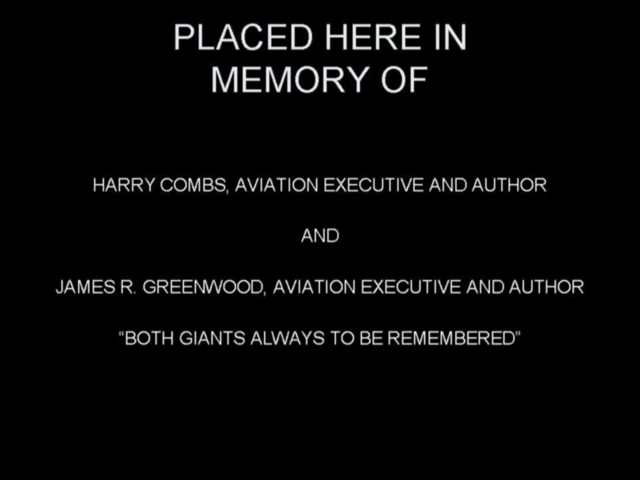 PLACED HERE IN
MEMORY OF
HARRY COMBS, AVIATION EXECUTIVE AND AUTHOR
AND
JAMES R. GREENWOOD, AVIATION EXECUTIVE AND AUTHOR
“BOTH GIANTS ALWAYS TO BE REMEMBERED”